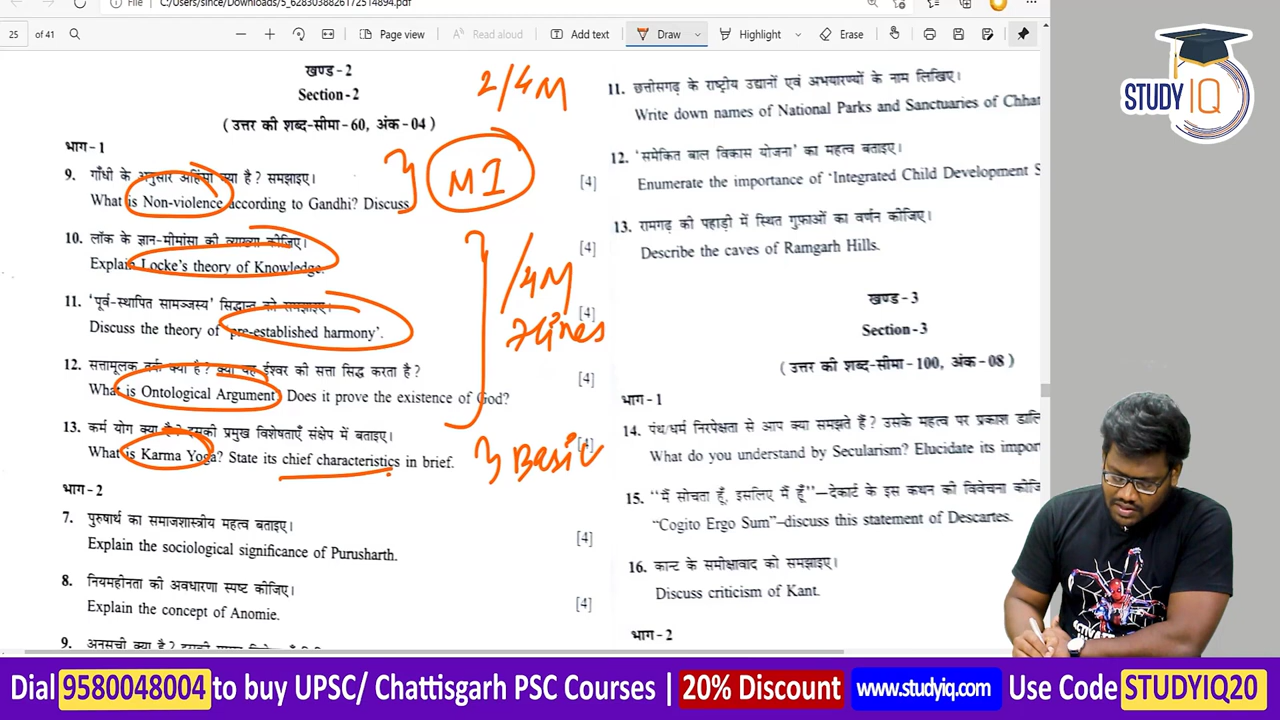 File C:/Users/since/Downloads/5_6283038826172514894.pdf
25 of 41 Page view Read aloud Add text Draw Highlight Erase
खण्ड - 2
Section-2
( उत्तर की शब्द-सीमा-60, अंक-04 )
2/4M
भाग-1
9. गाँधी के अनुसार अहिंसा क्या है? समझाइए।
What is Non-violence according to Gandhi? Discuss
[4]
M I
10. लॉक के ज्ञान-मीमांसा की व्याख्या कीजिए।
Explain Locke's theory of Knowledge.
[4]
/4M
7lines
11. 'पूर्व-स्थापित सामञ्जस्य' सिद्धान्त को समझाइए।
Discuss the theory of 'pre-established harmony'.
[4]
12. सत्तामूलक तर्क क्या है? क्या यह ईश्वर की सत्ता सिद्ध करता है?
What is Ontological Argument. Does it prove the existence of God?
[4]
13. कर्म योग क्या है? इसकी प्रमुख विशेषताएँ संक्षेप में बताइए।
What is Karma Yoga? State its chief characteristics in brief.
[4]
Basic
भाग-2
7. पुरुषार्थ का समाजशास्त्रीय महत्व बताइए।
Explain the sociological significance of Purusharth.
[4]
8. नियमहीनता की अवधारणा स्पष्ट कीजिए।
Explain the concept of Anomie.
[4]
9. अनुसूची क्या है?
11. छत्तीसगढ़ के राष्ट्रीय उद्यानों एवं अभयारण्यों के नाम लिखिए।
Write down names of National Parks and Sanctuaries of Chhat
12. 'समेकित बाल विकास योजना' का महत्व बताइए।
Enumerate the importance of 'Integrated Child Development S
13. रामगढ़ की पहाड़ी में स्थित गुफ़ाओं का वर्णन कीजिए।
Describe the caves of Ramgarh Hills.
खण्ड - 3
Section-3
( उत्तर की शब्द-सीमा-100, अंक-08 )
भाग-1
14. पंथ/धर्म निरपेक्षता से आप क्या समझते हैं? उसके महत्व पर प्रकाश डालि
What do you understand by Secularism? Elucidate its impor
15. "मैं सोचता हूँ, इसलिए मैं हूँ"–देकार्ट के इस कथन की विवेचना कीजि
"Cogito Ergo Sum"–discuss this statement of Descartes.
16. कान्ट के समीक्षावाद को समझाइए।
Discuss criticism of Kant.
भाग-2
STUDY IQ
Dial 9580048004 to buy UPSC/ Chattisgarh PSC Courses | 20% Discount www.studyiq.com Use Code STUDYIQ20